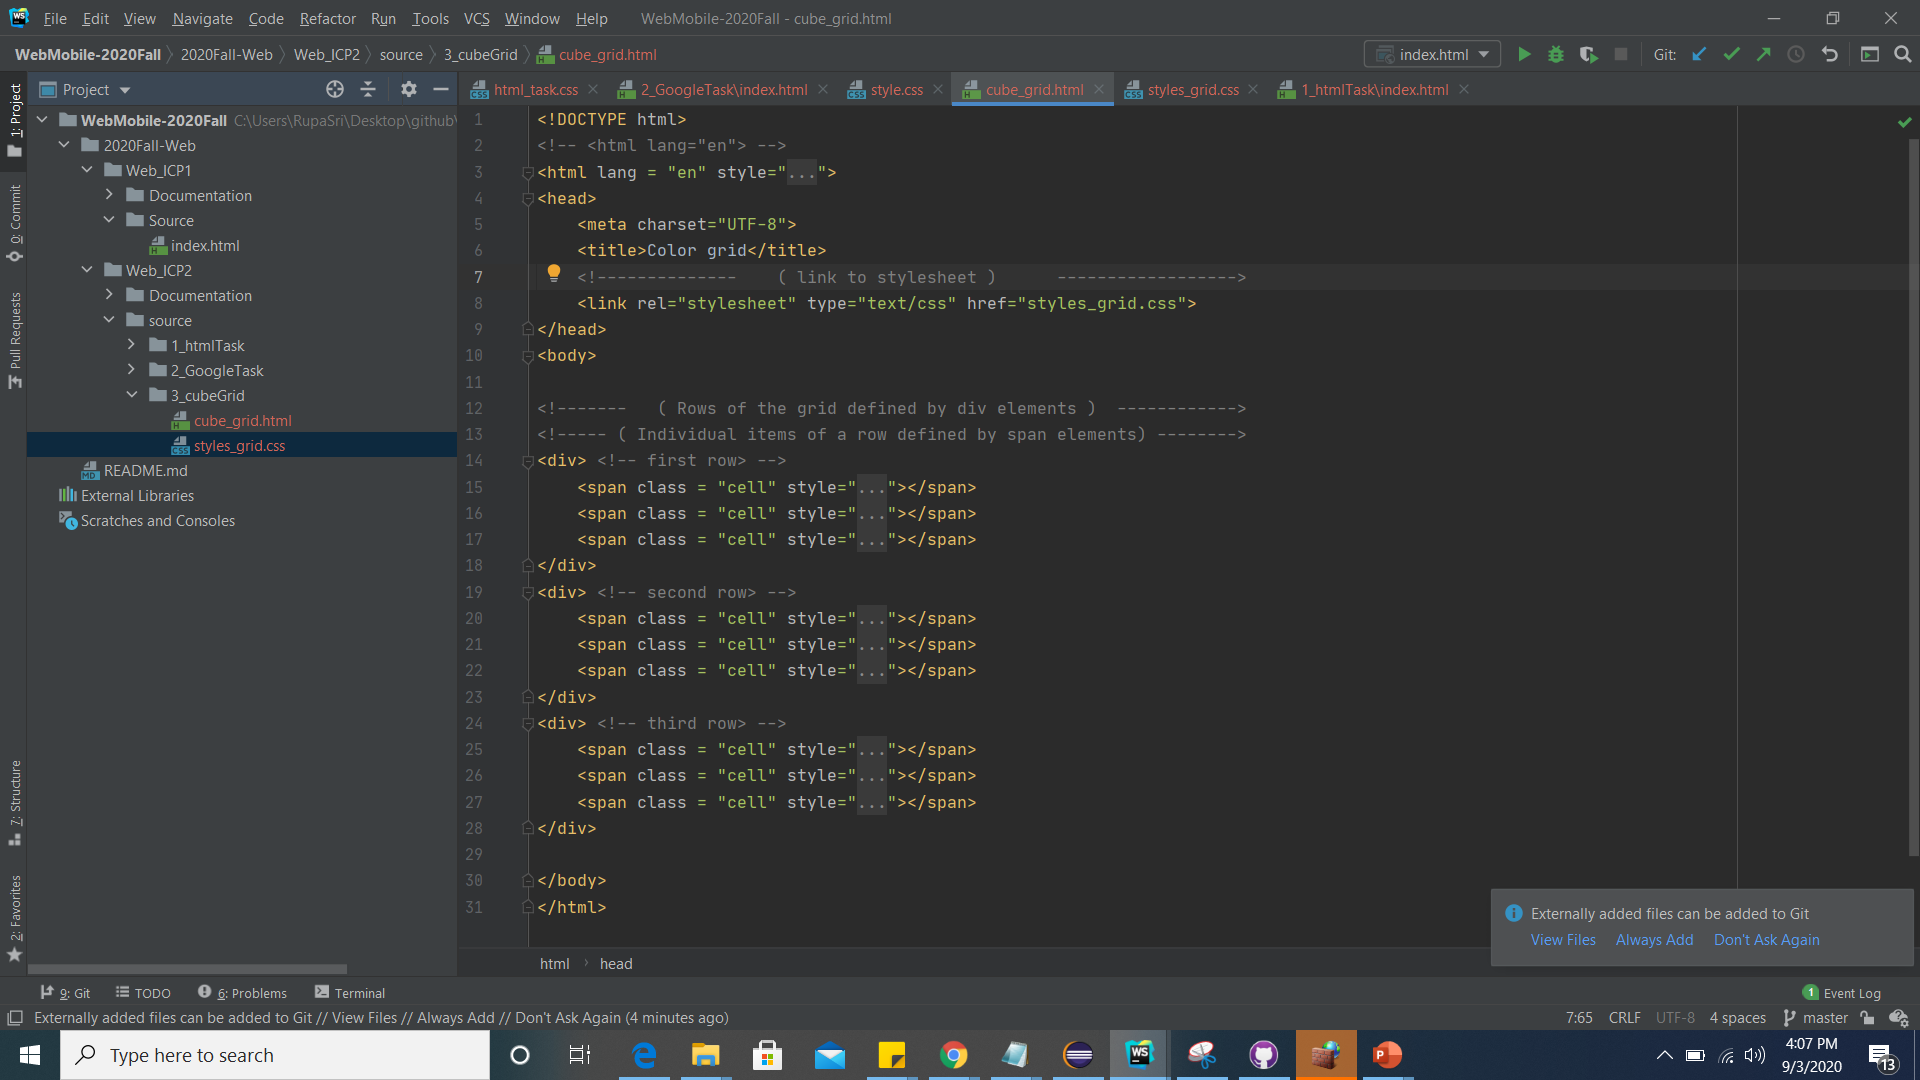 File Edit View Navigate Code Refactor Run Tools VCS Window Help WebMobile-2020Fall - cube_grid.html
WebMobile-2020Fall 2020Fall-Web Web_ICP2 source 3_cubeGrid cube_grid.html
index.html Git:
Project
html_task.css 2_GoogleTask\index.html style.css cube_grid.html styles_grid.css 1_htmlTask\index.html
1: Project
0: Commit
Pull Requests
7: Structure
2: Favorites
WebMobile-2020Fall C:\Users\RupaSri\Desktop\github\
2020Fall-Web
Web_ICP1
Documentation
Source
index.html
Web_ICP2
Documentation
source
1_htmlTask
2_GoogleTask
3_cubeGrid
cube_grid.html
styles_grid.css
README.md
External Libraries
Scratches and Consoles
1 <!DOCTYPE html>
2 <!-- <html lang="en"> -->
3 <html lang = "en" style="...">
4 <head>
5 <meta charset="UTF-8">
6 <title>Color grid</title>
7 <!-------------- ( link to stylesheet ) ------------------>
8 <link rel="stylesheet" type="text/css" href="styles_grid.css">
9 </head>
10 <body>
11
12 <!------- ( Rows of the grid defined by div elements ) ------------>
13 <!----- ( Individual items of a row defined by span elements) -------->
14 <div> <!-- first row> -->
15 <span class = "cell" style="..."></span>
16 <span class = "cell" style="..."></span>
17 <span class = "cell" style="..."></span>
18 </div>
19 <div> <!-- second row> -->
20 <span class = "cell" style="..."></span>
21 <span class = "cell" style="..."></span>
22 <span class = "cell" style="..."></span>
23 </div>
24 <div> <!-- third row> -->
25 <span class = "cell" style="..."></span>
26 <span class = "cell" style="..."></span>
27 <span class = "cell" style="..."></span>
28 </div>
29
30 </body>
31 </html>
Externally added files can be added to Git
View Files Always Add Don't Ask Again
html head
9: Git TODO 6: Problems Terminal 1 Event Log
Externally added files can be added to Git // View Files // Always Add // Don't Ask Again (4 minutes ago) 7:65 CRLF UTF-8 4 spaces master
Type here to search
4:07 PM
9/3/2020
13